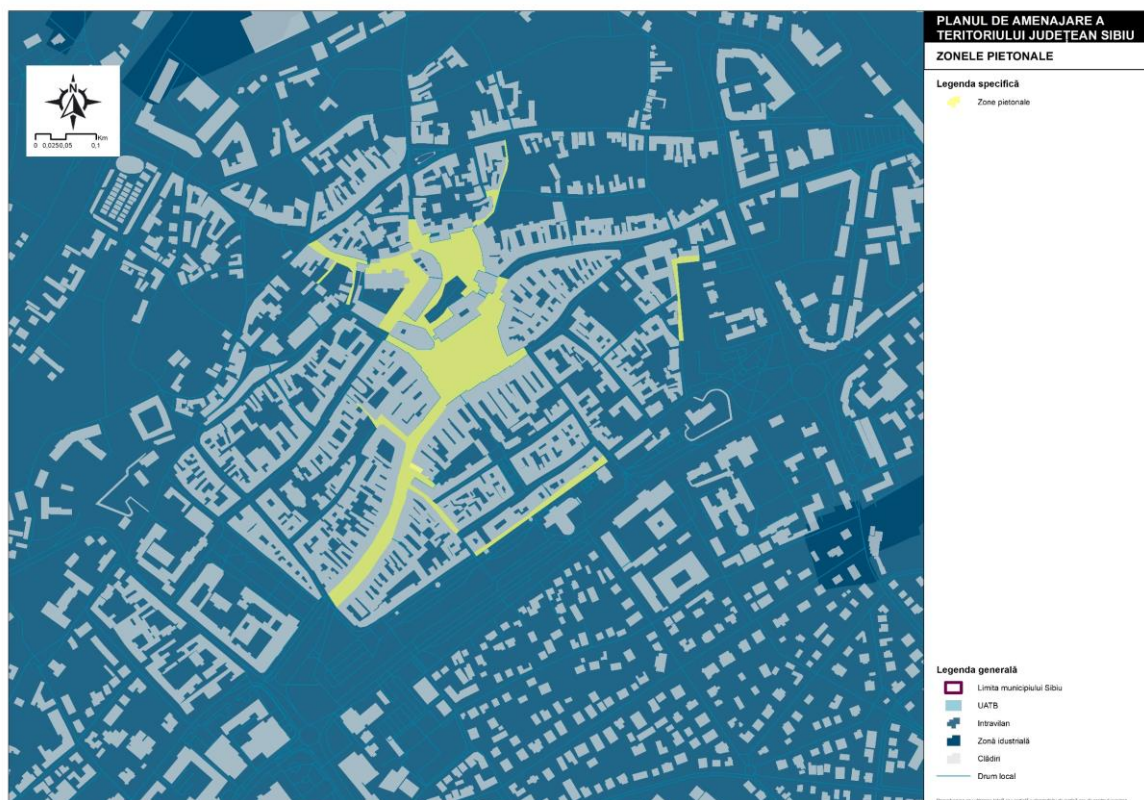 PLANUL DE AMENAJARE A
TERITORIULUI JUDEȚEAN SIBIU
ZONELE PIETONALE
Legenda specifică
Zone pietonale
N
Km
0 0,0250,05 0,1
Legenda generală
Limita municipiului Sibiu
UATB
Intravilan
Zonă idustrială
Clădiri
Drum local